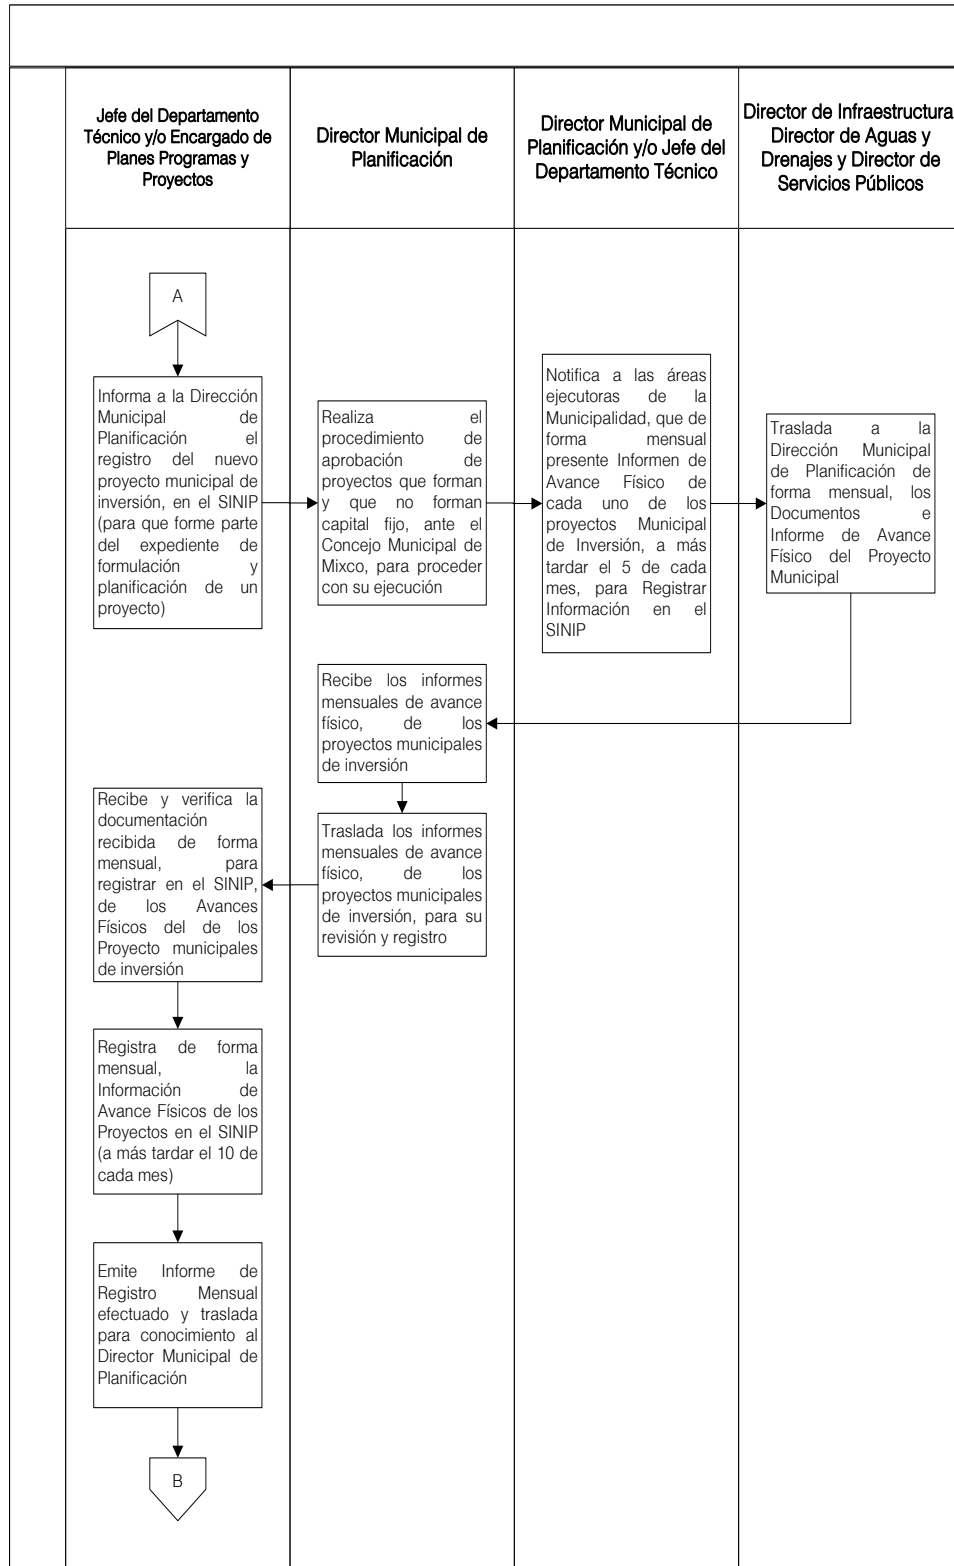 Jefe del Departamento
Técnico y/o Encargado de
Planes Programas y
Proyectos
Director Municipal de
Planificación
Director Municipal de
Planificación y/o Jefe del
Departamento Técnico
Director de Infraestructura
Director de Aguas y
Drenajes y Director de
Servicios Públicos
A
Informa a la Dirección
Municipal de
Planificación el
registro del nuevo
proyecto municipal de
inversión, en el SINIP
(para que forme parte
del expediente de
formulación y
planificación de un
proyecto)
Realiza el
procedimiento de
aprobación de
proyectos que forman
y que no forman
capital fijo, ante el
Concejo Municipal de
Mixco, para proceder
con su ejecución
Notifica a las áreas
ejecutoras de la
Municipalidad, que de
forma mensual
presente Informen de
Avance Físico de
cada uno de los
proyectos Municipal
de Inversión, a más
tardar el 5 de cada
mes, para Registrar
Información en el
SINIP
Traslada a la
Dirección Municipal
de Planificación de
forma mensual, los
Documentos e
Informe de Avance
Físico del Proyecto
Municipal
Recibe los informes
mensuales de avance
físico, de los
proyectos municipales
de inversión
Traslada los informes
mensuales de avance
físico, de los
proyectos municipales
de inversión, para su
revisión y registro
Recibe y verifica la
documentación
recibida de forma
mensual, para
registrar en el SINIP,
de los Avances
Físicos del de los
Proyecto municipales
de inversión
Registra de forma
mensual, la
Información de
Avance Físicos de los
Proyectos en el SINIP
(a más tardar el 10 de
cada mes)
Emite Informe de
Registro Mensual
efectuado y traslada
para conocimiento al
Director Municipal de
Planificación
B